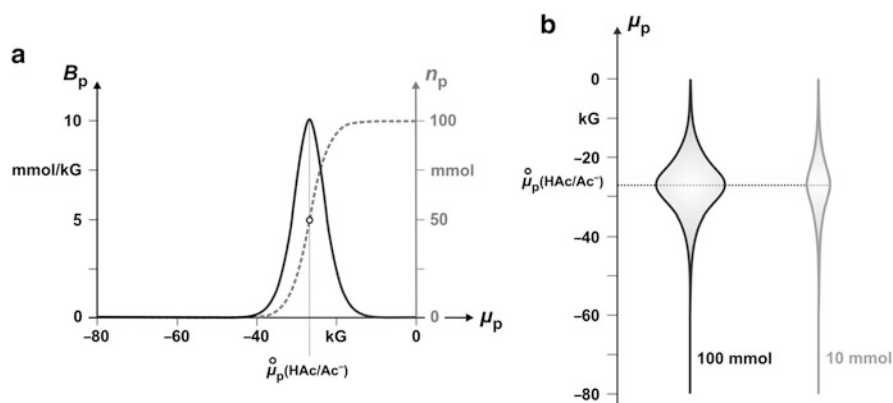 a
B_p n_p
10 100
mmol/kG mmol
5 50
0 0
−80 −60 −40 kG 0 μ_p
μ̊_p(HAc/Ac⁻)
b
μ_p
0
kG
−20
μ̊_p(HAc/Ac⁻)
−40
−60
100 mmol 10 mmol
−80